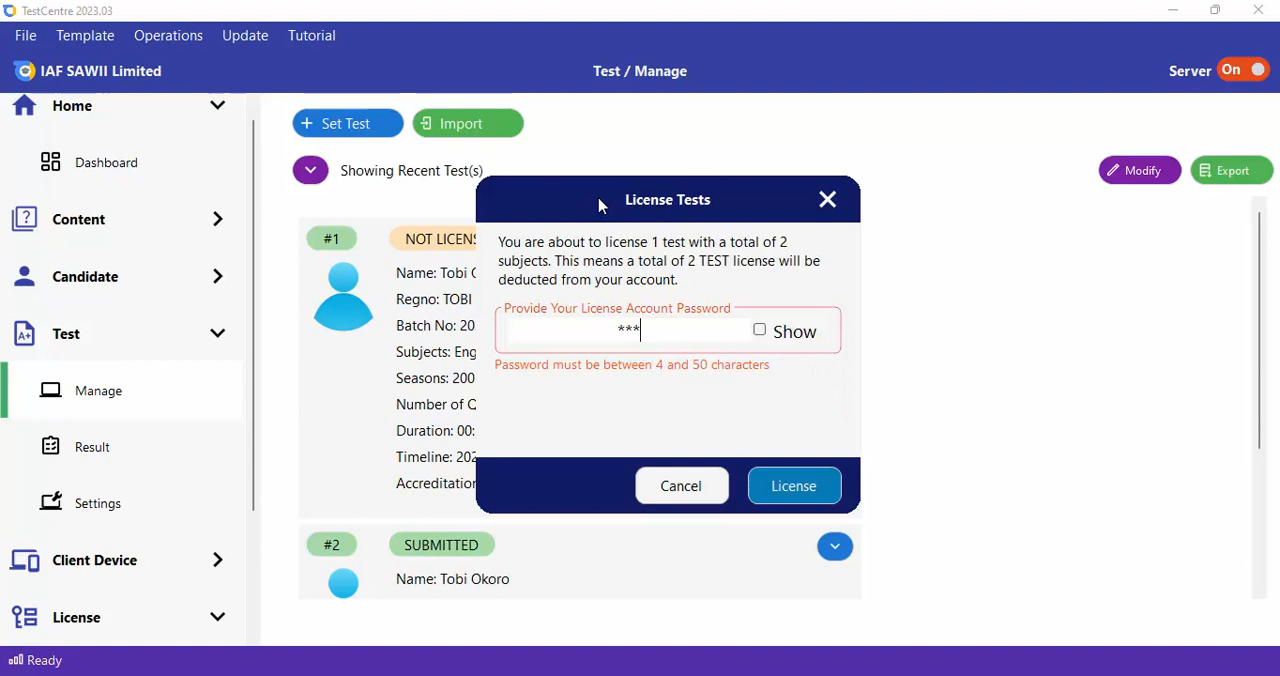 TestCentre 2023.03
File Template Operations Update Tutorial
IAF SAWII Limited
Test / Manage
Server On
Home
Dashboard
Content
Candidate
Test
Manage
Result
Settings
Client Device
License
+ Set Test
Import
Showing Recent Test(s)
Modify
Export
#1
NOT LICENS
Name: Tobi
Regno: TOBI
Batch No: 20
Subjects: Eng
Seasons: 200
Number of Q
Duration: 00:
Timeline: 202
Accreditation
License Tests
You are about to license 1 test with a total of 2
subjects. This means a total of 2 TEST license will be
deducted from your account.
Provide Your License Account Password
***
Show
Password must be between 4 and 50 characters
Cancel
License
#2
SUBMITTED
Name: Tobi Okoro
Ready